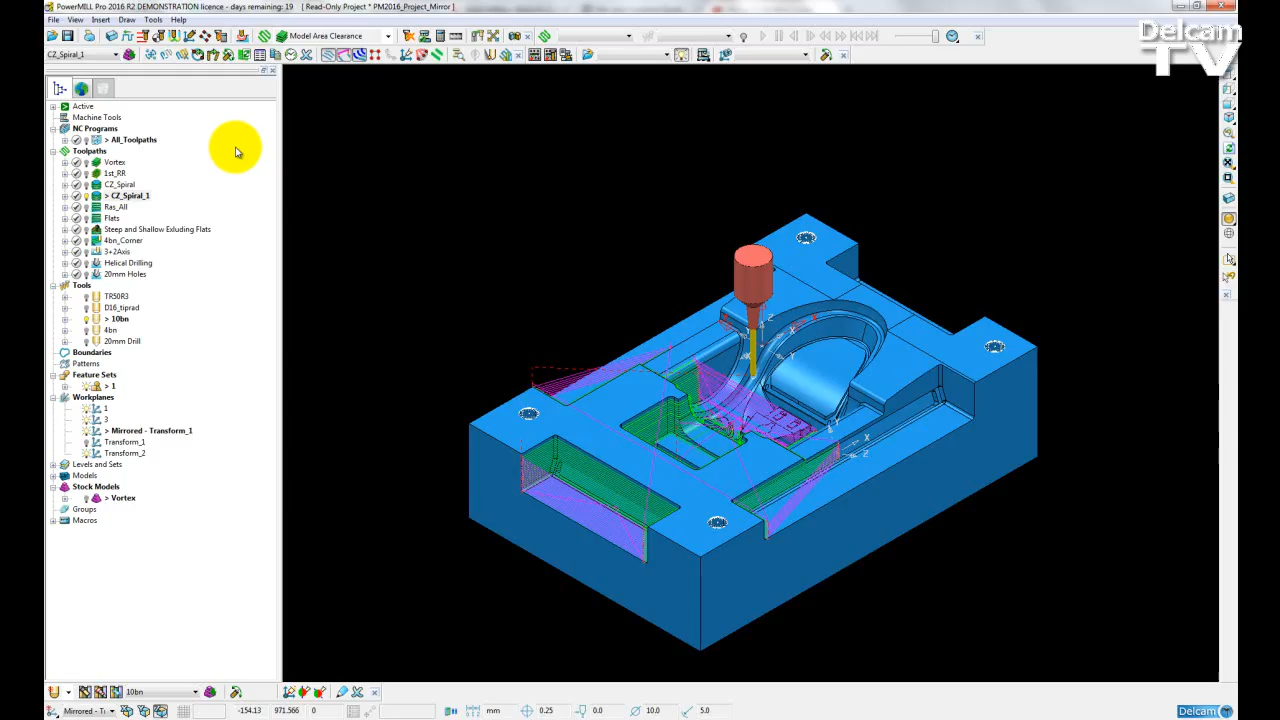 PowerMILL Pro 2016 R2 DEMONSTRATION licence - days remaining: 19 [ Read-Only Project * PM2016_Project_Mirror ]
File View Insert Draw Tools Help
Model Area Clearance
CZ_Spiral_1
Delcam
TV
Active
Machine Tools
NC Programs
> All_Toolpaths
Toolpaths
Vortex
1st_RR
CZ_Spiral
> CZ_Spiral_1
Ras_All
Flats
Steep and Shallow Exluding Flats
4bn_Corner
3+2Axis
Helical Drilling
20mm Holes
Tools
TR50R3
D16_tiprad
> 10bn
4bn
20mm Drill
Boundaries
Patterns
Feature Sets
> 1
Workplanes
1
3
> Mirrored - Transform_1
Transform_1
Transform_2
Levels and Sets
Models
Stock Models
> Vortex
Groups
Macros
10bn
Mirrored - Ti -154.13 971.566 0 mm 0.25 0.0 10.0 5.0
Delcam